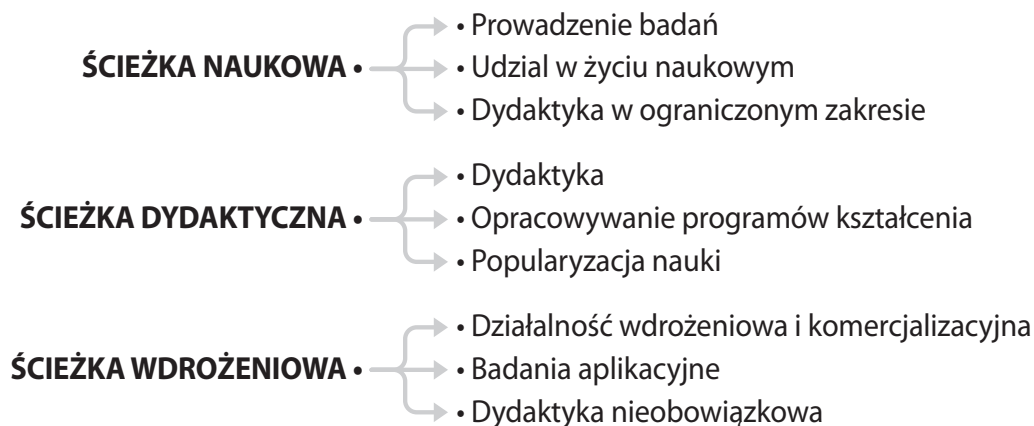 • Prowadzenie badań
ŚCIEŻKA NAUKOWA •
• Udzial w życiu naukowym
• Dydaktyka w ograniczonym zakresie
• Dydaktyka
ŚCIEŻKA DYDAKTYCZNA •
• Opracowywanie programów kształcenia
• Popularyzacja nauki
• Działalność wdrożeniowa i komercjalizacyjna
ŚCIEŻKA WDROŻENIOWA •
• Badania aplikacyjne
• Dydaktyka nieobowiązkowa